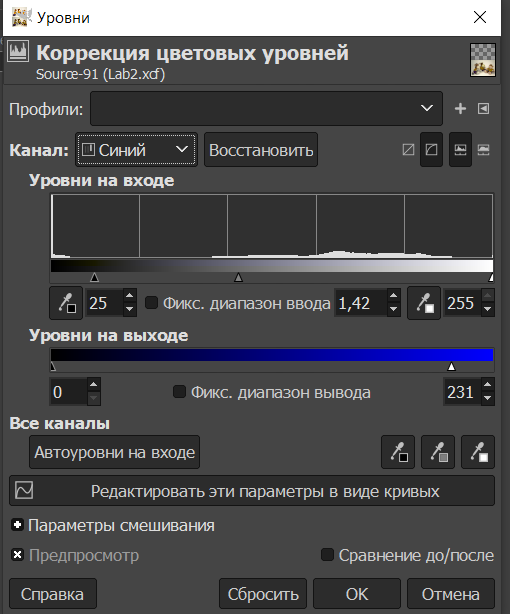 Уровни
Коррекция цветовых уровней
Source-91 (Lab2.xcf)
Профили:
Канал: Синий Восстановить
Уровни на входе
25 Фикс. диапазон ввода 1,42 255
Уровни на выходе
0 Фикс. диапазон вывода 231
Все каналы
Автоуровни на входе
Редактировать эти параметры в виде кривых
Параметры смешивания
Предпросмотр Сравнение до/после
Справка Сбросить OK Отмена